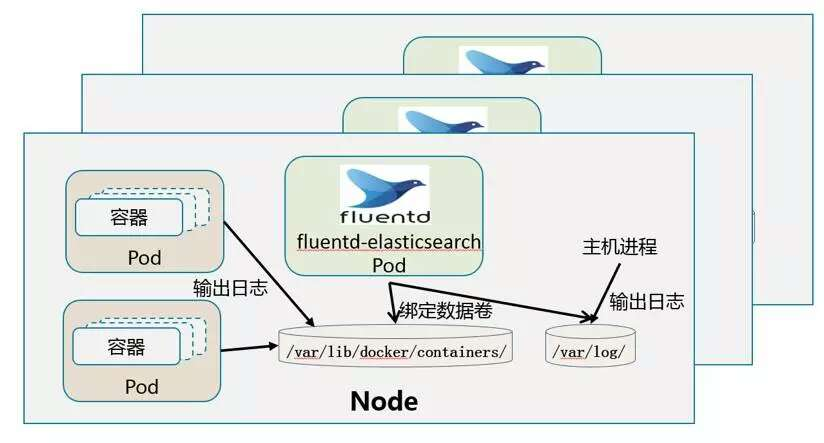 容器
Pod
fluentd
fluentd-elasticsearch
Pod
主机进程
输出日志
绑定数据卷
输出日志
容器
Pod
/var/lib/docker/containers/
/var/log/
Node